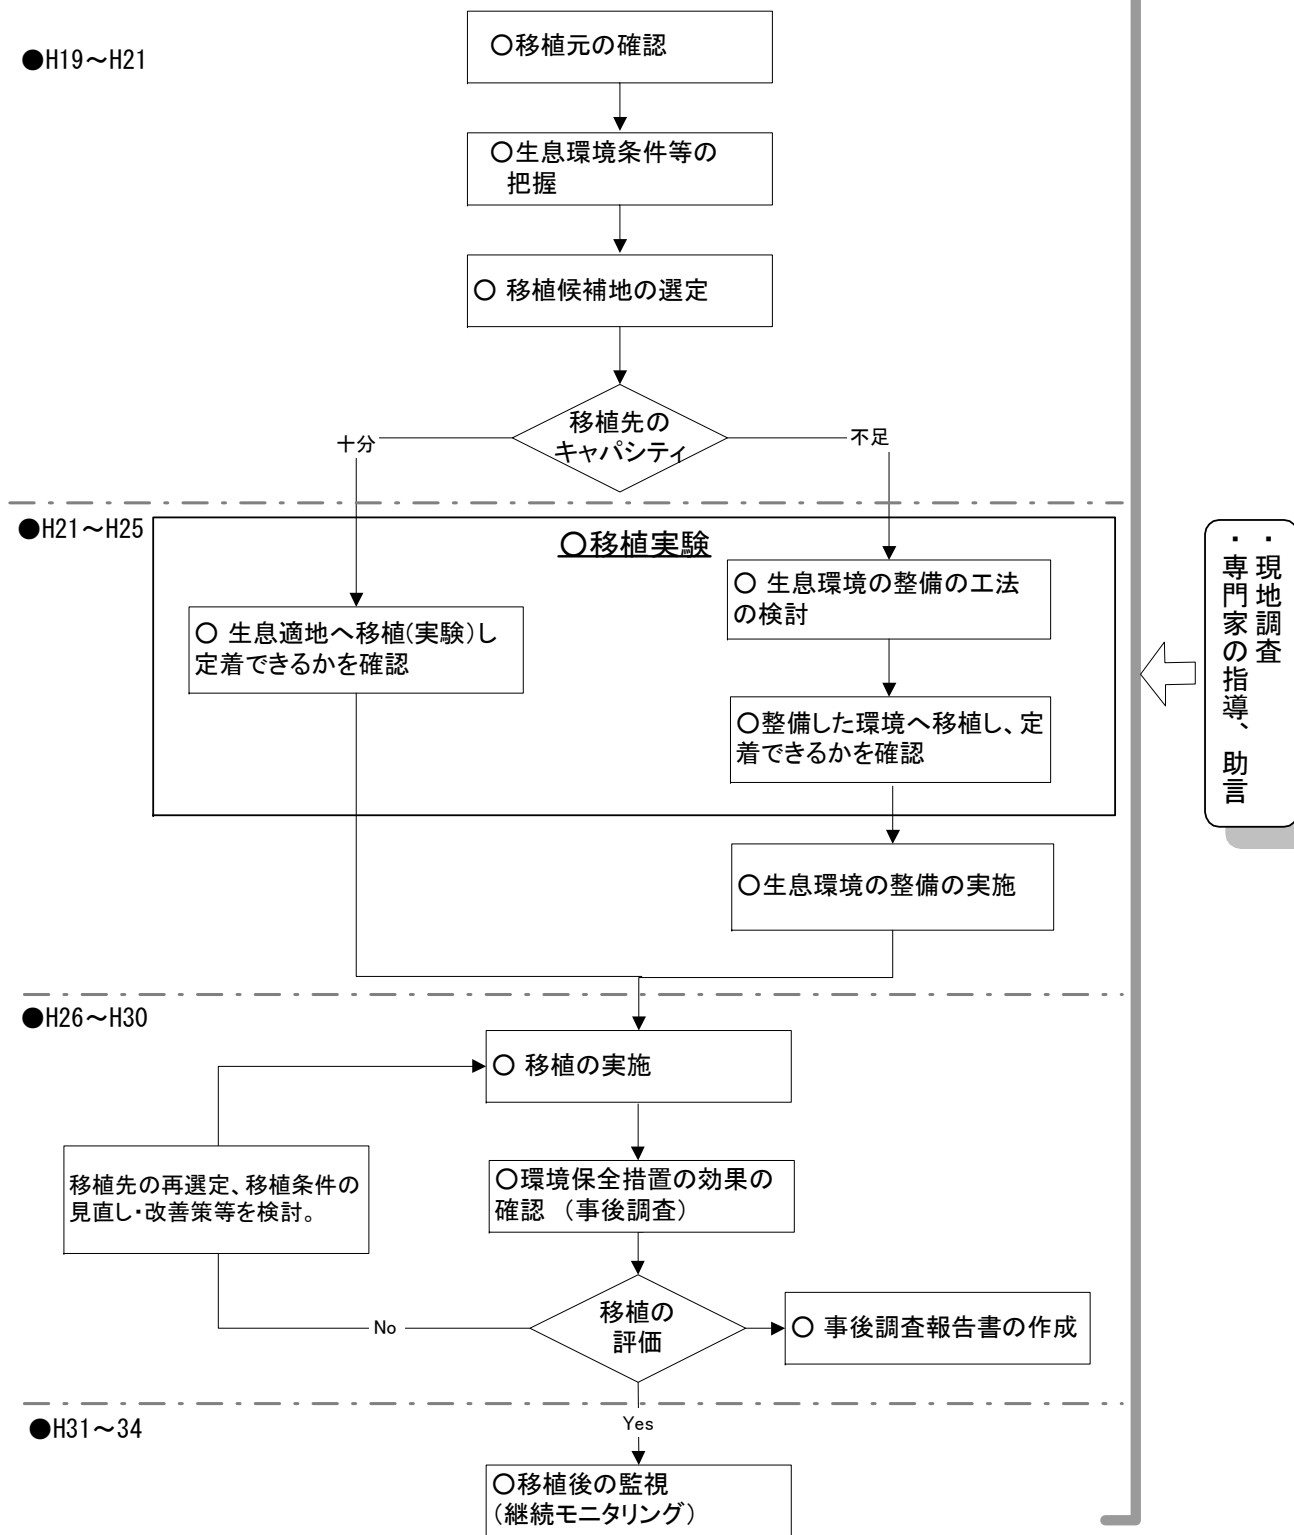 ●H19～H21
○移植元の確認
○生息環境条件等の
把握
○ 移植候補地の選定
移植先の
キャパシティ
十分
不足
●H21～H25
○移植実験
○ 生息環境の整備の工法
の検討
○ 生息適地へ移植(実験)し
定着できるかを確認
○整備した環境へ移植し、定
着できるかを確認
○生息環境の整備の実施
・現地調査
・専門家の指導、助言
●H26～H30
○ 移植の実施
移植先の再選定、移植条件の
見直し・改善策等を検討。
○環境保全措置の効果の
確認 （事後調査）
移植の
評価
No
○ 事後調査報告書の作成
Yes
●H31～34
○移植後の監視
（継続モニタリング）